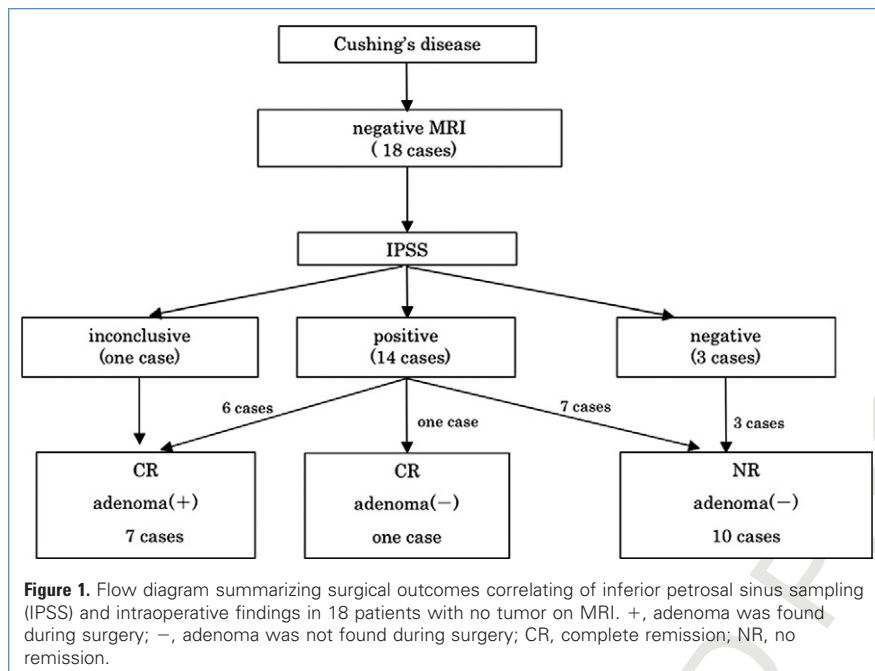 Cushing's disease
negative MRI
( 18 cases)
IPSS
inconclusive
(one case)
positive
(14 cases)
negative
(3 cases)
6 cases
one case
7 cases
3 cases
CR
adenoma(+)
7 cases
CR
adenoma(−)
one case
NR
adenoma(−)
10 cases
Figure 1. Flow diagram summarizing surgical outcomes correlating of inferior petrosal sinus sampling
(IPSS) and intraoperative findings in 18 patients with no tumor on MRI. +, adenoma was found
during surgery; −, adenoma was not found during surgery; CR, complete remission; NR, no
remission.